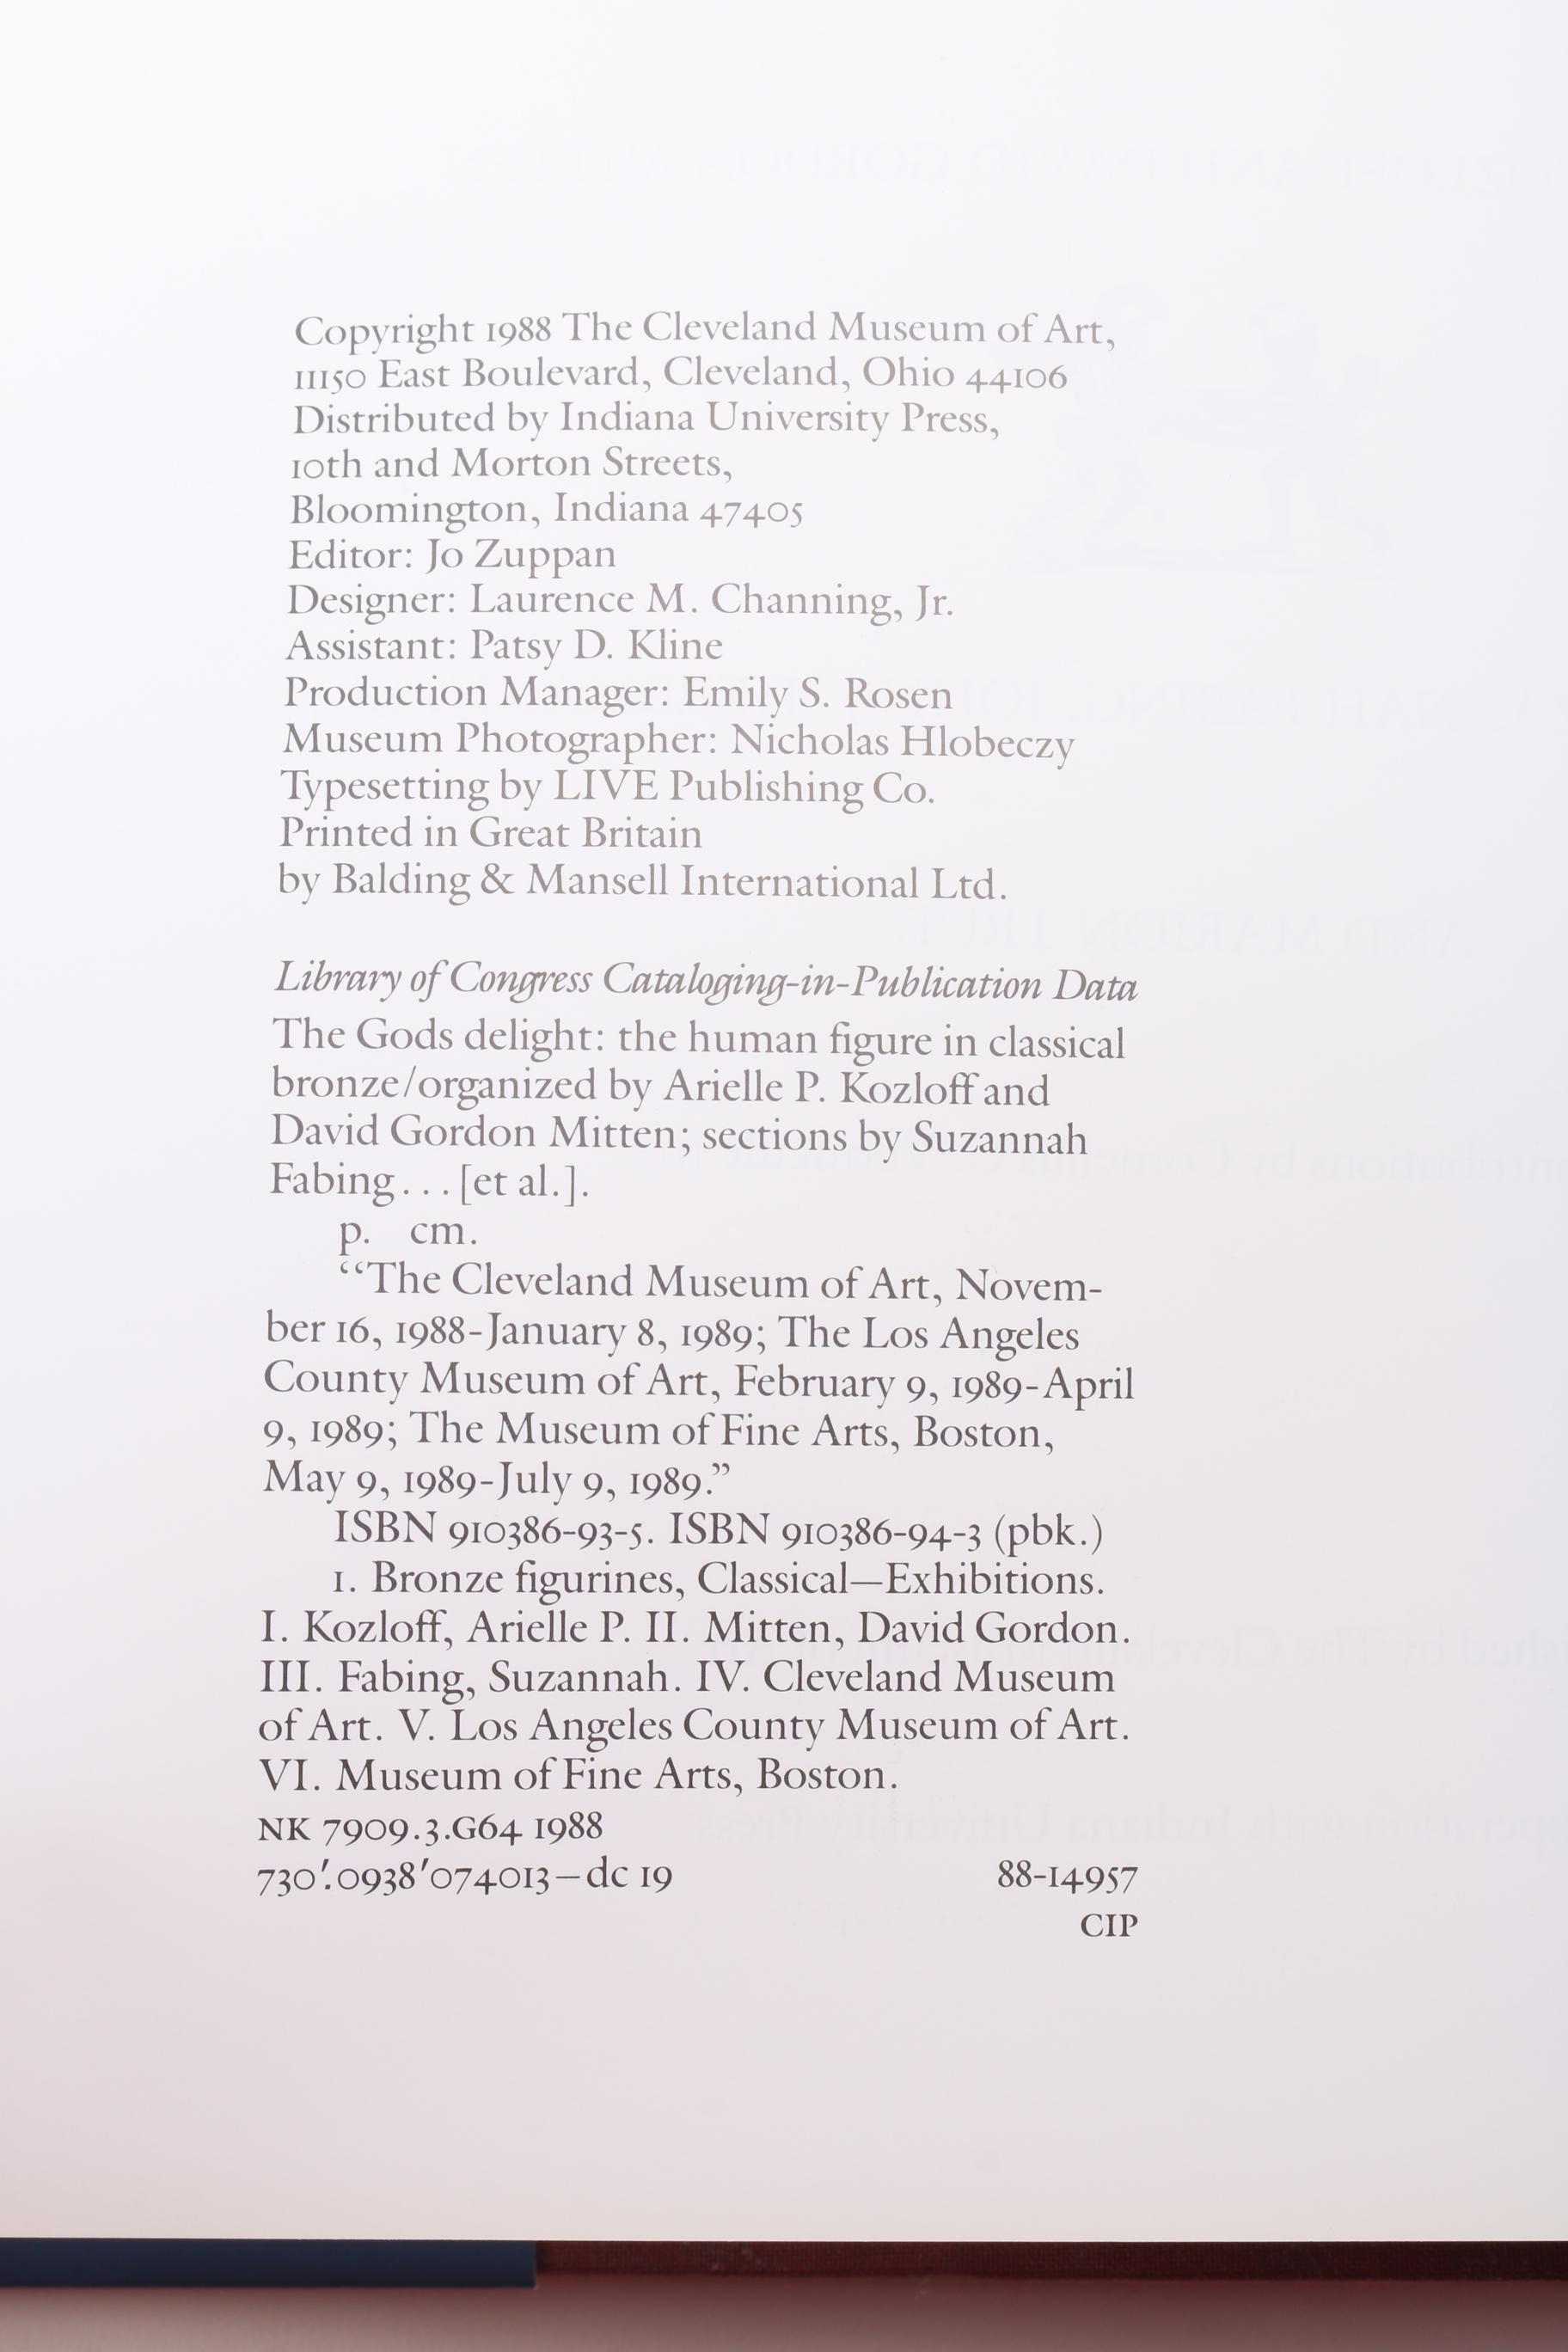 Copyright 1988 The Cleveland Museum of Art,
11150 East Boulevard, Cleveland, Ohio 44106
Distributed by Indiana University Press,
10th and Morton Streets,
Bloomington, Indiana 47405
Editor: Jo Zuppan
Designer: Laurence M. Channing, Jr.
Assistant: Patsy D. Kline
Production Manager: Emily S. Rosen
Museum Photographer: Nicholas Hlobeczy
Typesetting by LIVE Publishing Co.
Printed in Great Britain
by Balding & Mansell International Ltd.
Library of Congress Cataloging-in-Publication Data
The Gods delight: the human figure in classical
bronze/organized by Arielle P. Kozloff and
David Gordon Mitten; sections by Suzannah
Fabing . . . [et al.].
p. cm.
“The Cleveland Museum of Art, Novem-
ber 16, 1988-January 8, 1989; The Los Angeles
County Museum of Art, February 9, 1989-April
9, 1989; The Museum of Fine Arts, Boston,
May 9, 1989-July 9, 1989.”
ISBN 910386-93-5. ISBN 910386-94-3 (pbk.)
1. Bronze figurines, Classical—Exhibitions.
I. Kozloff, Arielle P. II. Mitten, David Gordon.
III. Fabing, Suzannah. IV. Cleveland Museum
of Art. V. Los Angeles County Museum of Art.
VI. Museum of Fine Arts, Boston.
NK 7909.3.G64 1988
730′.0938′074013–dc 19 88-14957
CIP